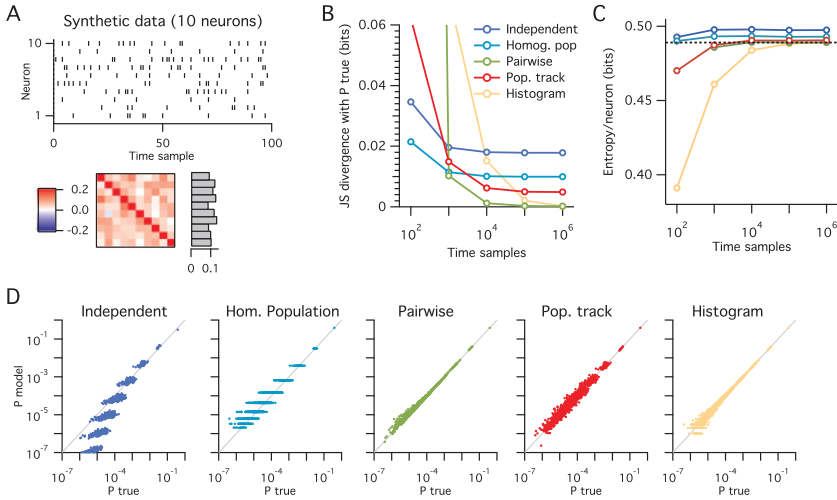 A
Synthetic data (10 neurons)
10
Neuron
1
0
50
100
Time sample
0.2
0.0
-0.2
0
0.1
B
0.06
0.04
0.02
0
JS divergence with P true (bits)
Independent
Homog. pop
Pairwise
Pop. track
Histogram
10^2
10^4
10^6
Time samples
C
0.50
0.45
0.40
Entropy/neuron (bits)
10^2
10^4
10^6
Time samples
D
Independent
Hom. Population
Pairwise
Pop. track
Histogram
P model
10^-1
10^-3
10^-5
10^-7
10^-7 10^-4 10^-1
P true
10^-7 10^-4 10^-1
P true
10^-7 10^-4 10^-1
P true
10^-7 10^-4 10^-1
P true
10^-7 10^-4 10^-1
P true